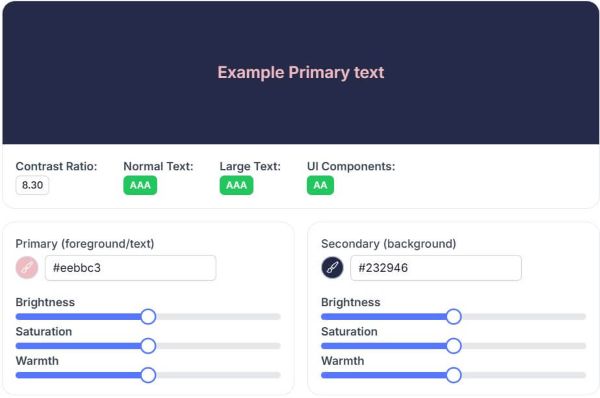 Example Primary text
Contrast Ratio: Normal Text: Large Text: UI Components:
8.30 AAA AAA AA
Primary (foreground/text)
#eebbc3
Brightness
Saturation
Warmth
Secondary (background)
#232946
Brightness
Saturation
Warmth